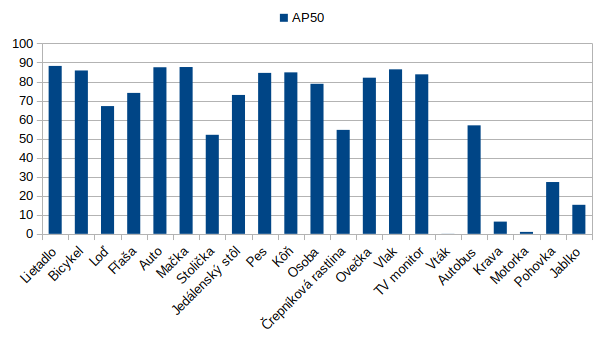 AP50
100
90
80
70
60
50
40
30
20
10
0
Lietadlo
Bicykel
Loď
Fľaša
Auto
Mačka
Stolička
Jedálenský stôl
Pes
Kôň
Osoba
Črepníková rastlina
Ovečka
Vlak
TV monitor
Vták
Autobus
Krava
Motorka
Pohovka
Jablko